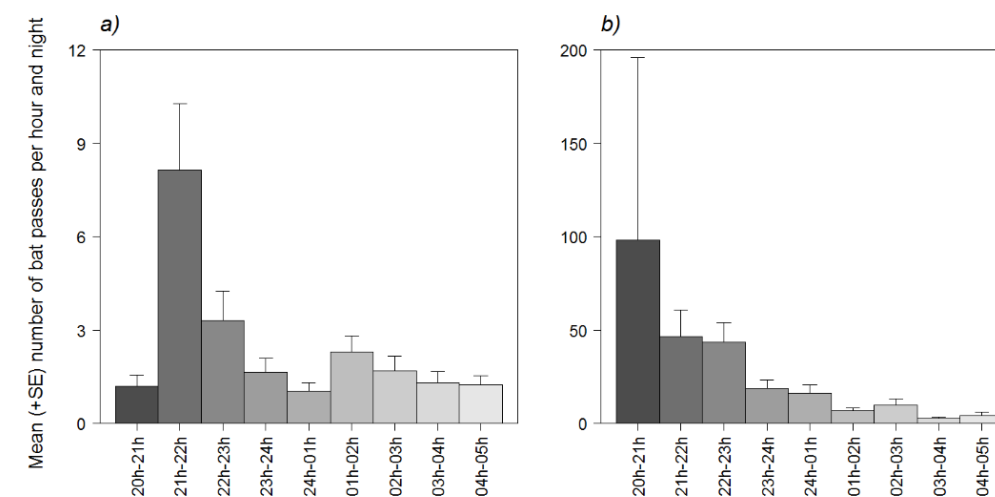 a)
b)
Mean (+SE) number of bat passes per hour and night
12
9
6
3
0
20h-21h
21h-22h
22h-23h
23h-24h
24h-01h
01h-02h
02h-03h
03h-04h
04h-05h
200
150
100
50
0
20h-21h
21h-22h
22h-23h
23h-24h
24h-01h
01h-02h
02h-03h
03h-04h
04h-05h